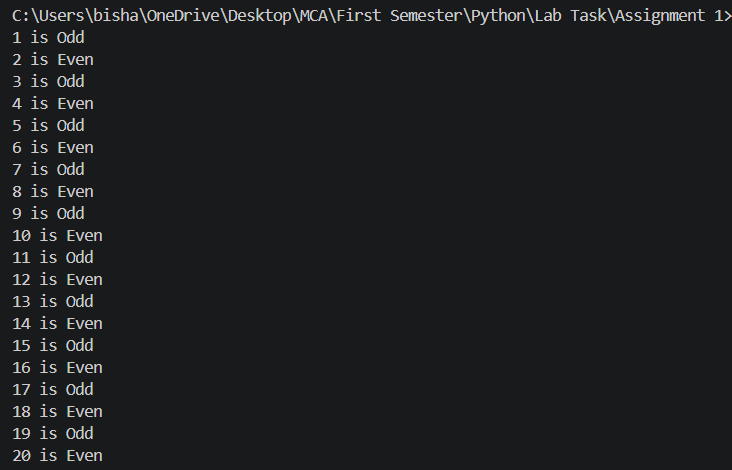 C:\Users\bisha\OneDrive\Desktop\MCA\First Semester\Python\Lab Task\Assignment 1>
1 is Odd
2 is Even
3 is Odd
4 is Even
5 is Odd
6 is Even
7 is Odd
8 is Even
9 is Odd
10 is Even
11 is Odd
12 is Even
13 is Odd
14 is Even
15 is Odd
16 is Even
17 is Odd
18 is Even
19 is Odd
20 is Even